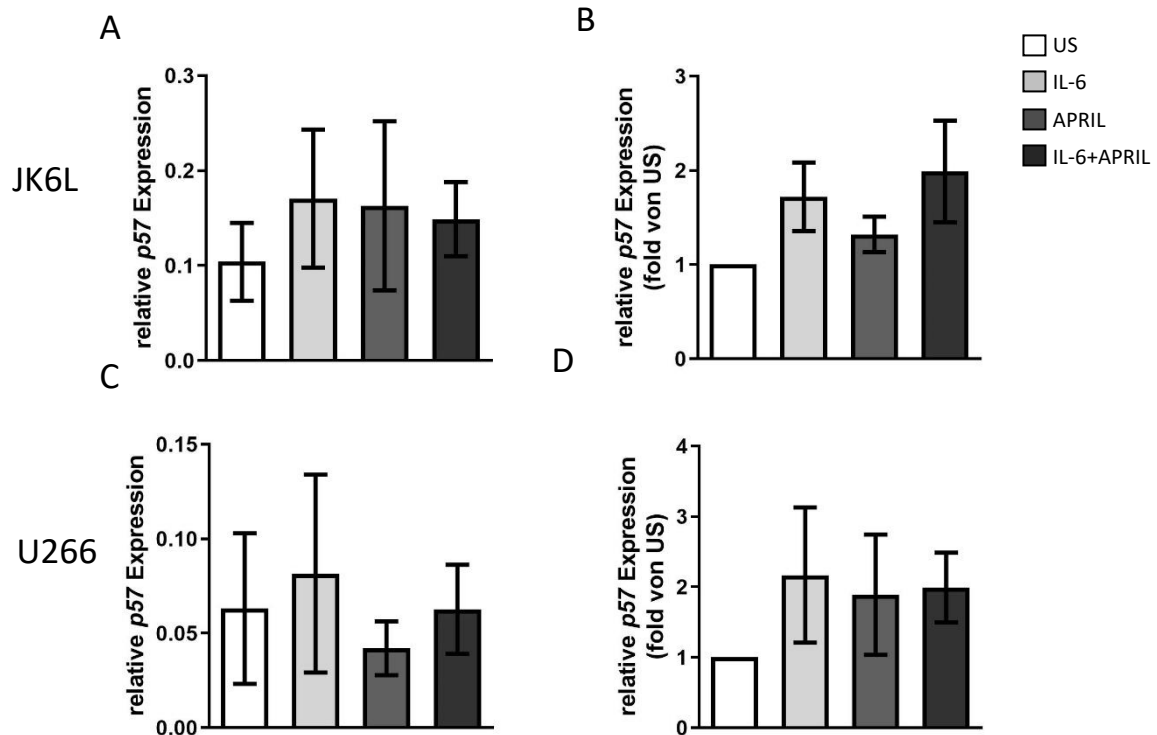 A
B
US
IL-6
APRIL
IL-6+APRIL
JK6L
relative p57 Expression
0.3
0.2
0.1
0.0
relative p57 Expression
(fold von US)
3
2
1
0
C
D
U266
relative p57 Expression
0.15
0.10
0.05
0.00
relative p57 Expression
(fold von US)
4
3
2
1
0